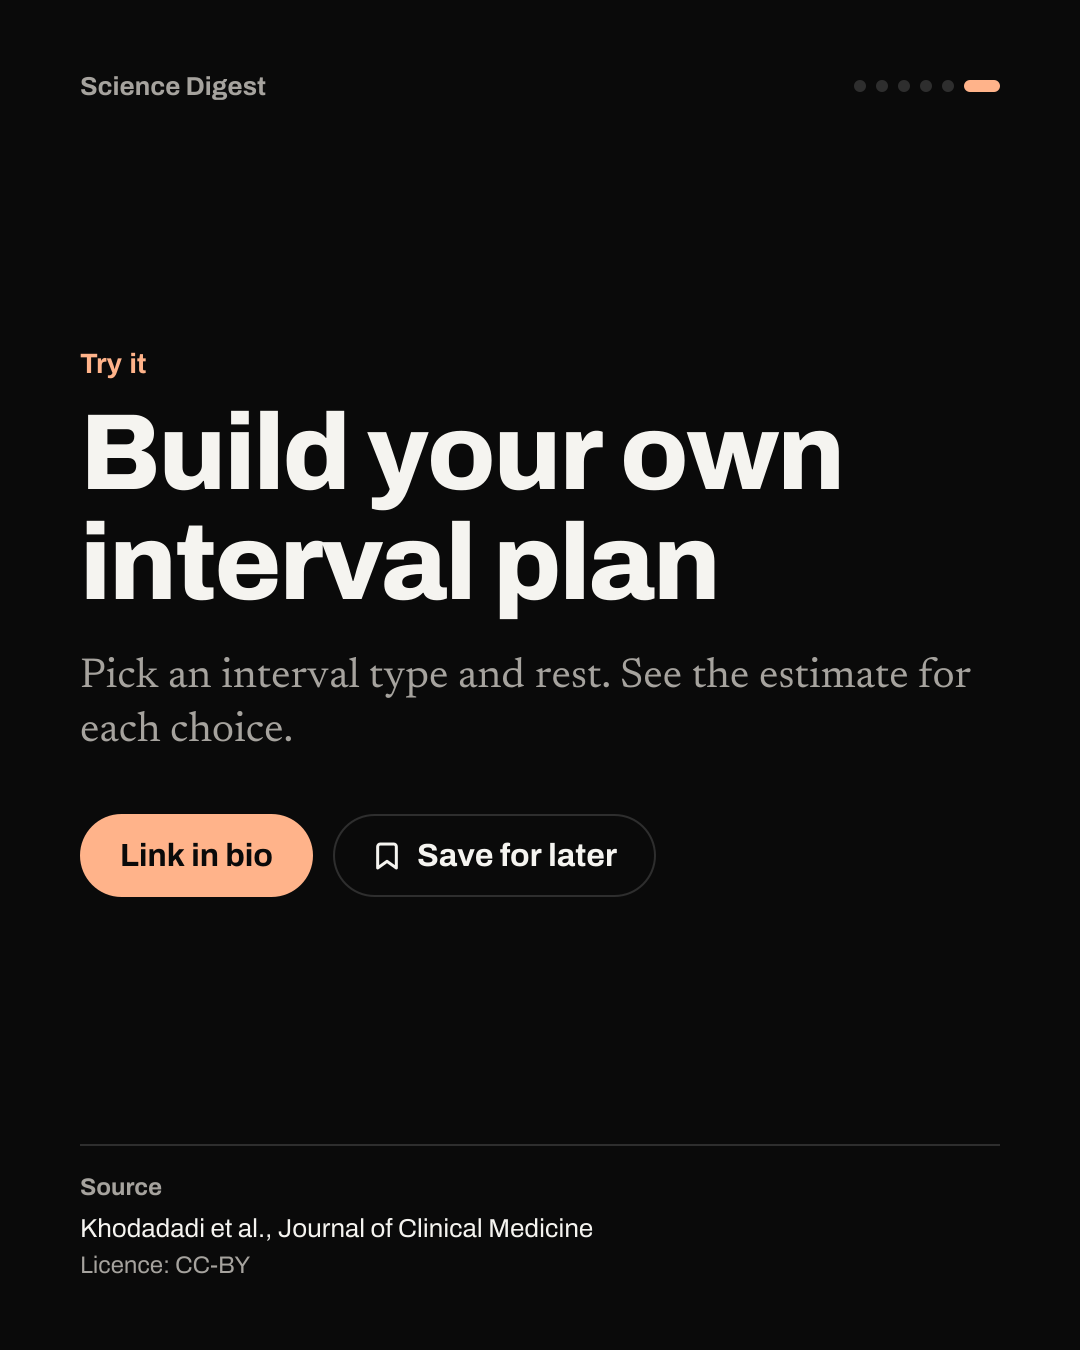 Science Digest
Try it
Build your own
interval plan
Pick an interval type and rest. See the estimate for
each choice.
Link in bio
Save for later
Source
Khodadadi et al., Journal of Clinical Medicine
Licence: CC-BY